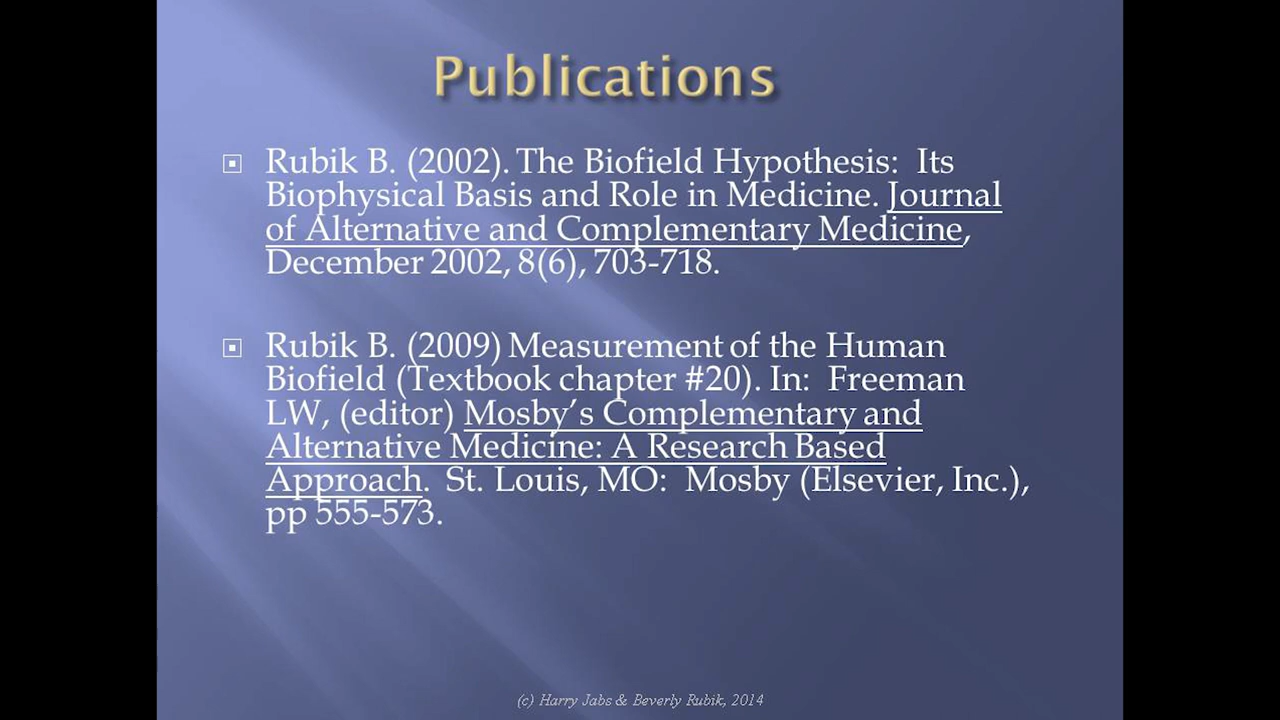 Publications
Rubik B. (2002). The Biofield Hypothesis: Its
Biophysical Basis and Role in Medicine. Journal
of Alternative and Complementary Medicine,
December 2002, 8(6), 703-718.
Rubik B. (2009) Measurement of the Human
Biofield (Textbook chapter #20). In: Freeman
LW, (editor) Mosby’s Complementary and
Alternative Medicine: A Research Based
Approach. St. Louis, MO: Mosby (Elsevier, Inc.),
pp 555-573.
(c) Harry Jabs & Beverly Rubik, 2014